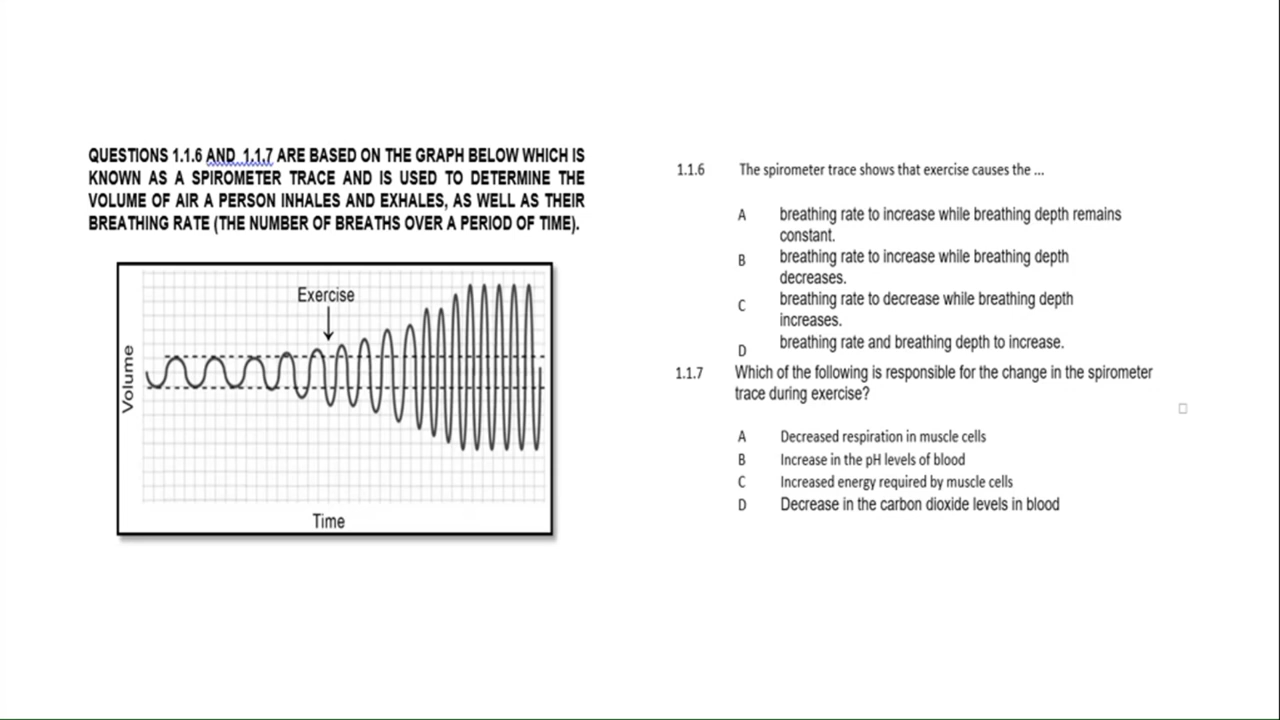 QUESTIONS 1.1.6 AND 1.1.7 ARE BASED ON THE GRAPH BELOW WHICH IS
KNOWN AS A SPIROMETER TRACE AND IS USED TO DETERMINE THE
VOLUME OF AIR A PERSON INHALES AND EXHALES, AS WELL AS THEIR
BREATHING RATE (THE NUMBER OF BREATHS OVER A PERIOD OF TIME).
Exercise
Volume
Time
1.1.6 The spirometer trace shows that exercise causes the ...
A breathing rate to increase while breathing depth remains
constant.
B breathing rate to increase while breathing depth
decreases.
C breathing rate to decrease while breathing depth
increases.
D breathing rate and breathing depth to increase.
1.1.7 Which of the following is responsible for the change in the spirometer
trace during exercise?
A Decreased respiration in muscle cells
B Increase in the pH levels of blood
C Increased energy required by muscle cells
D Decrease in the carbon dioxide levels in blood